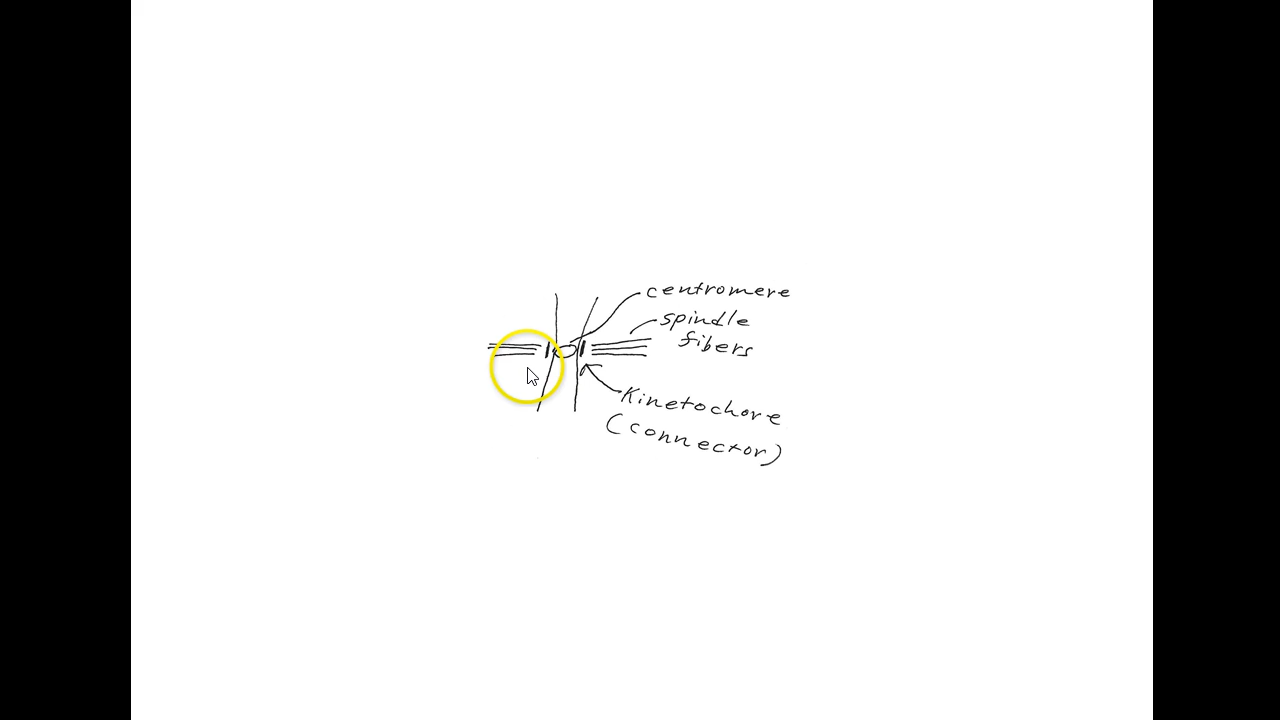 centromere
spindle
fibers
Kinetochore
(connector)